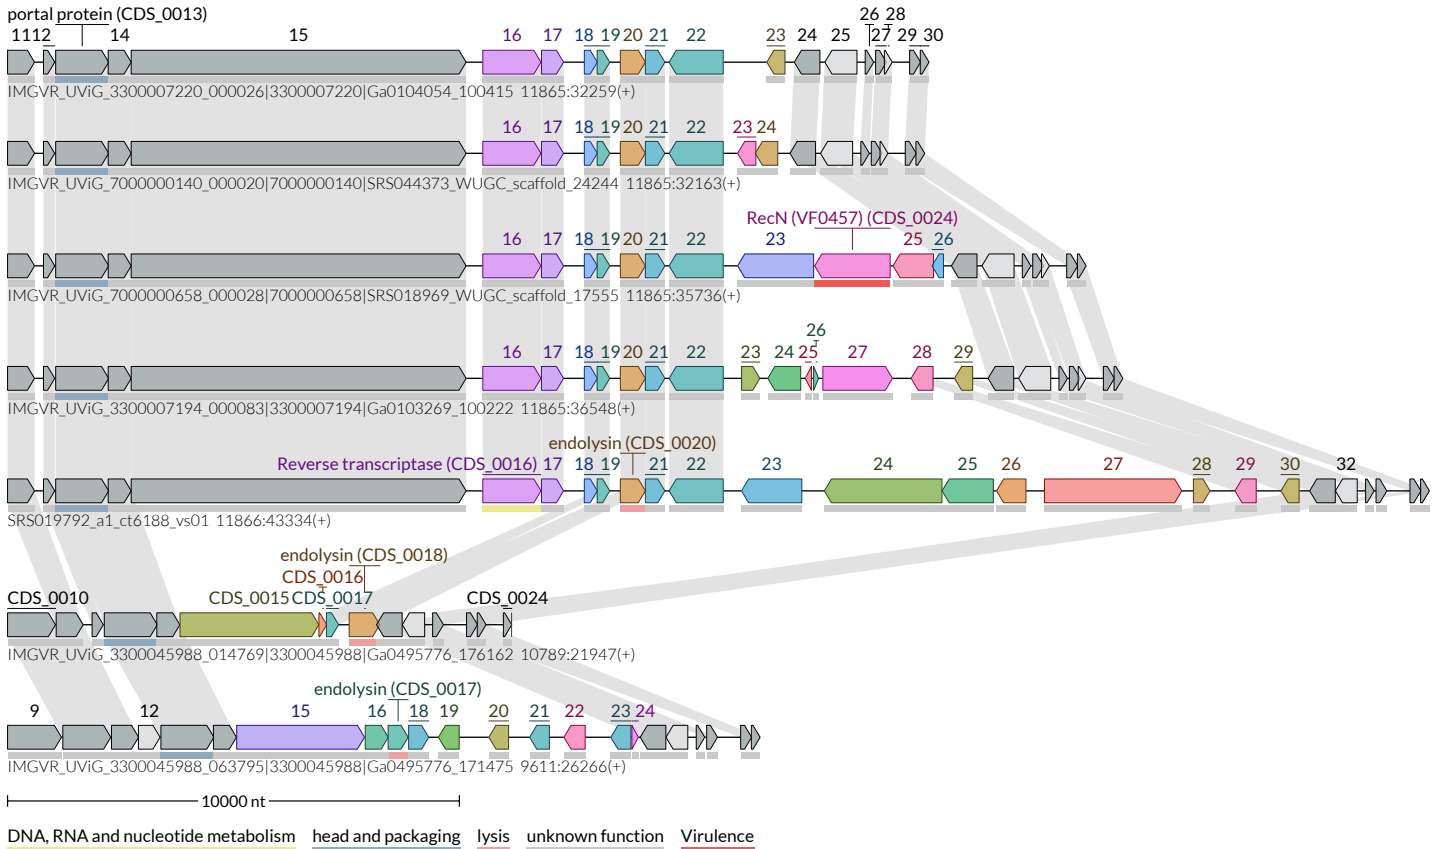 portal protein (CDS_0013) 26 28
11 12 14 15 16 17 18 19 20 21 22 23 24 25 27 29 30
IMGVR_UViG_3300007220_000026|3300007220|Ga0104054_100415 11865:32259(+)
16 17 18 19 20 21 22 23 24
IMGVR_UViG_7000000140_000020|7000000140|SRS044373_WUGC_scaffold_24244 11865:32163(+)
RecN (VF0457) (CDS_0024)
16 17 18 19 20 21 22 23 25 26
IMGVR_UViG_7000000658_000028|7000000658|SRS018969_WUGC_scaffold_17555 11865:35736(+)
26
16 17 18 19 20 21 22 23 24 25 27 28 29
IMGVR_UViG_3300007194_000083|3300007194|Ga0103269_100222 11865:36548(+)
endolysin (CDS_0020)
Reverse transcriptase (CDS_0016) 17 18 19 21 22 23 24 25 26 27 28 29 30 32
SRS019792_a1_ct6188_vs01 11866:43334(+)
endolysin (CDS_0018)
CDS_0016
CDS_0010 CDS_0015 CDS_0017 CDS_0024
IMGVR_UViG_3300045988_014769|3300045988|Ga0495776_176162 10789:21947(+)
endolysin (CDS_0017)
9 12 15 16 18 19 20 21 22 23 24
IMGVR_UViG_3300045988_063795|3300045988|Ga0495776_171475 9611:26266(+)
10000 nt
DNA, RNA and nucleotide metabolism head and packaging lysis unknown function Virulence